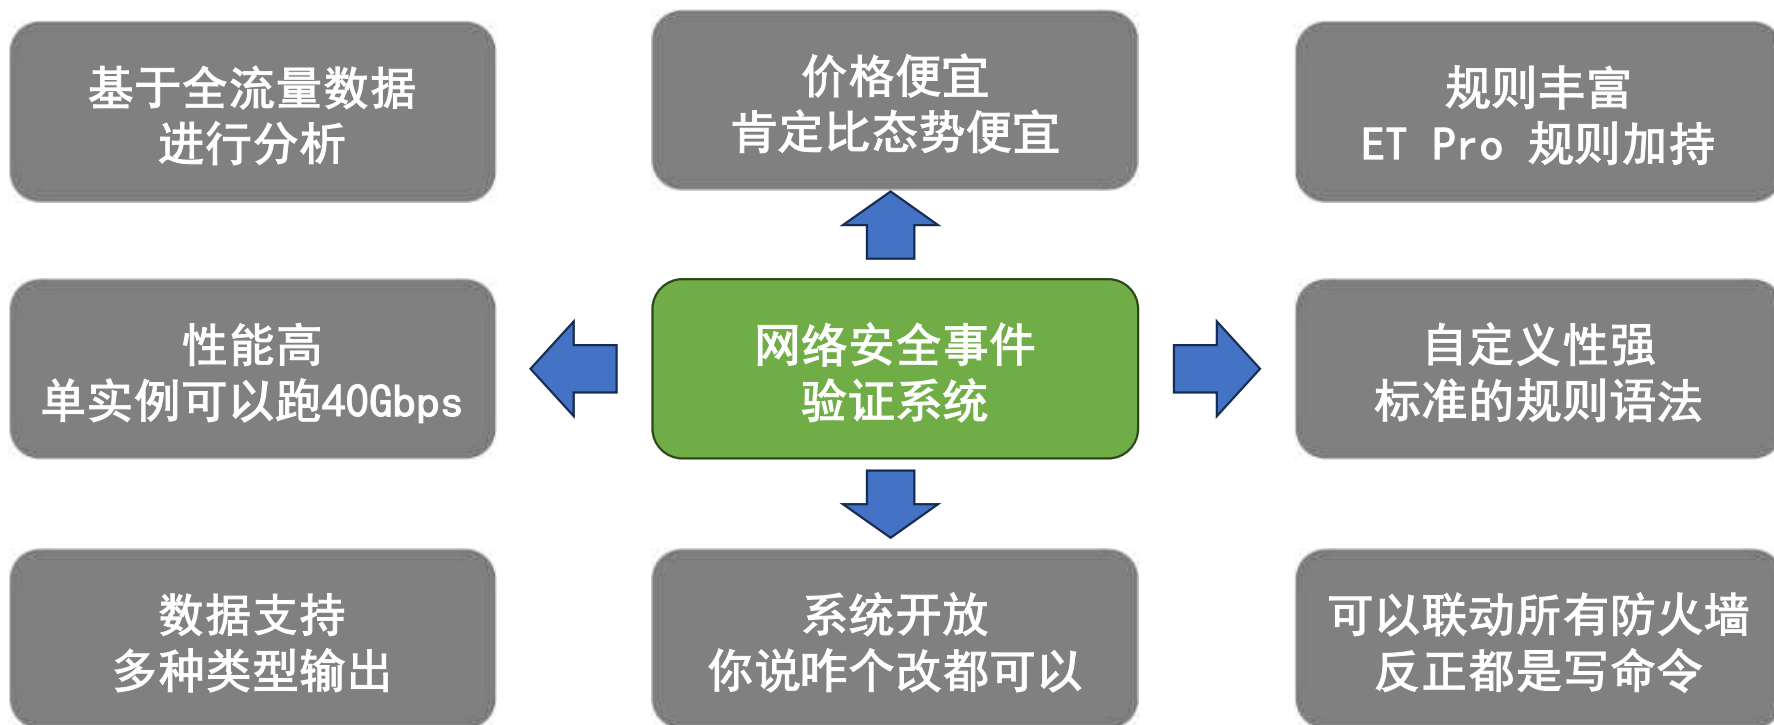 基于全流量数据
进行分析
价格便宜
肯定比态势便宜
规则丰富
ET Pro 规则加持
性能高
单实例可以跑40Gbps
网络安全事件
验证系统
自定义性强
标准的规则语法
数据支持
多种类型输出
系统开放
你说咋个改都可以
可以联动所有防火墙
反正都是写命令